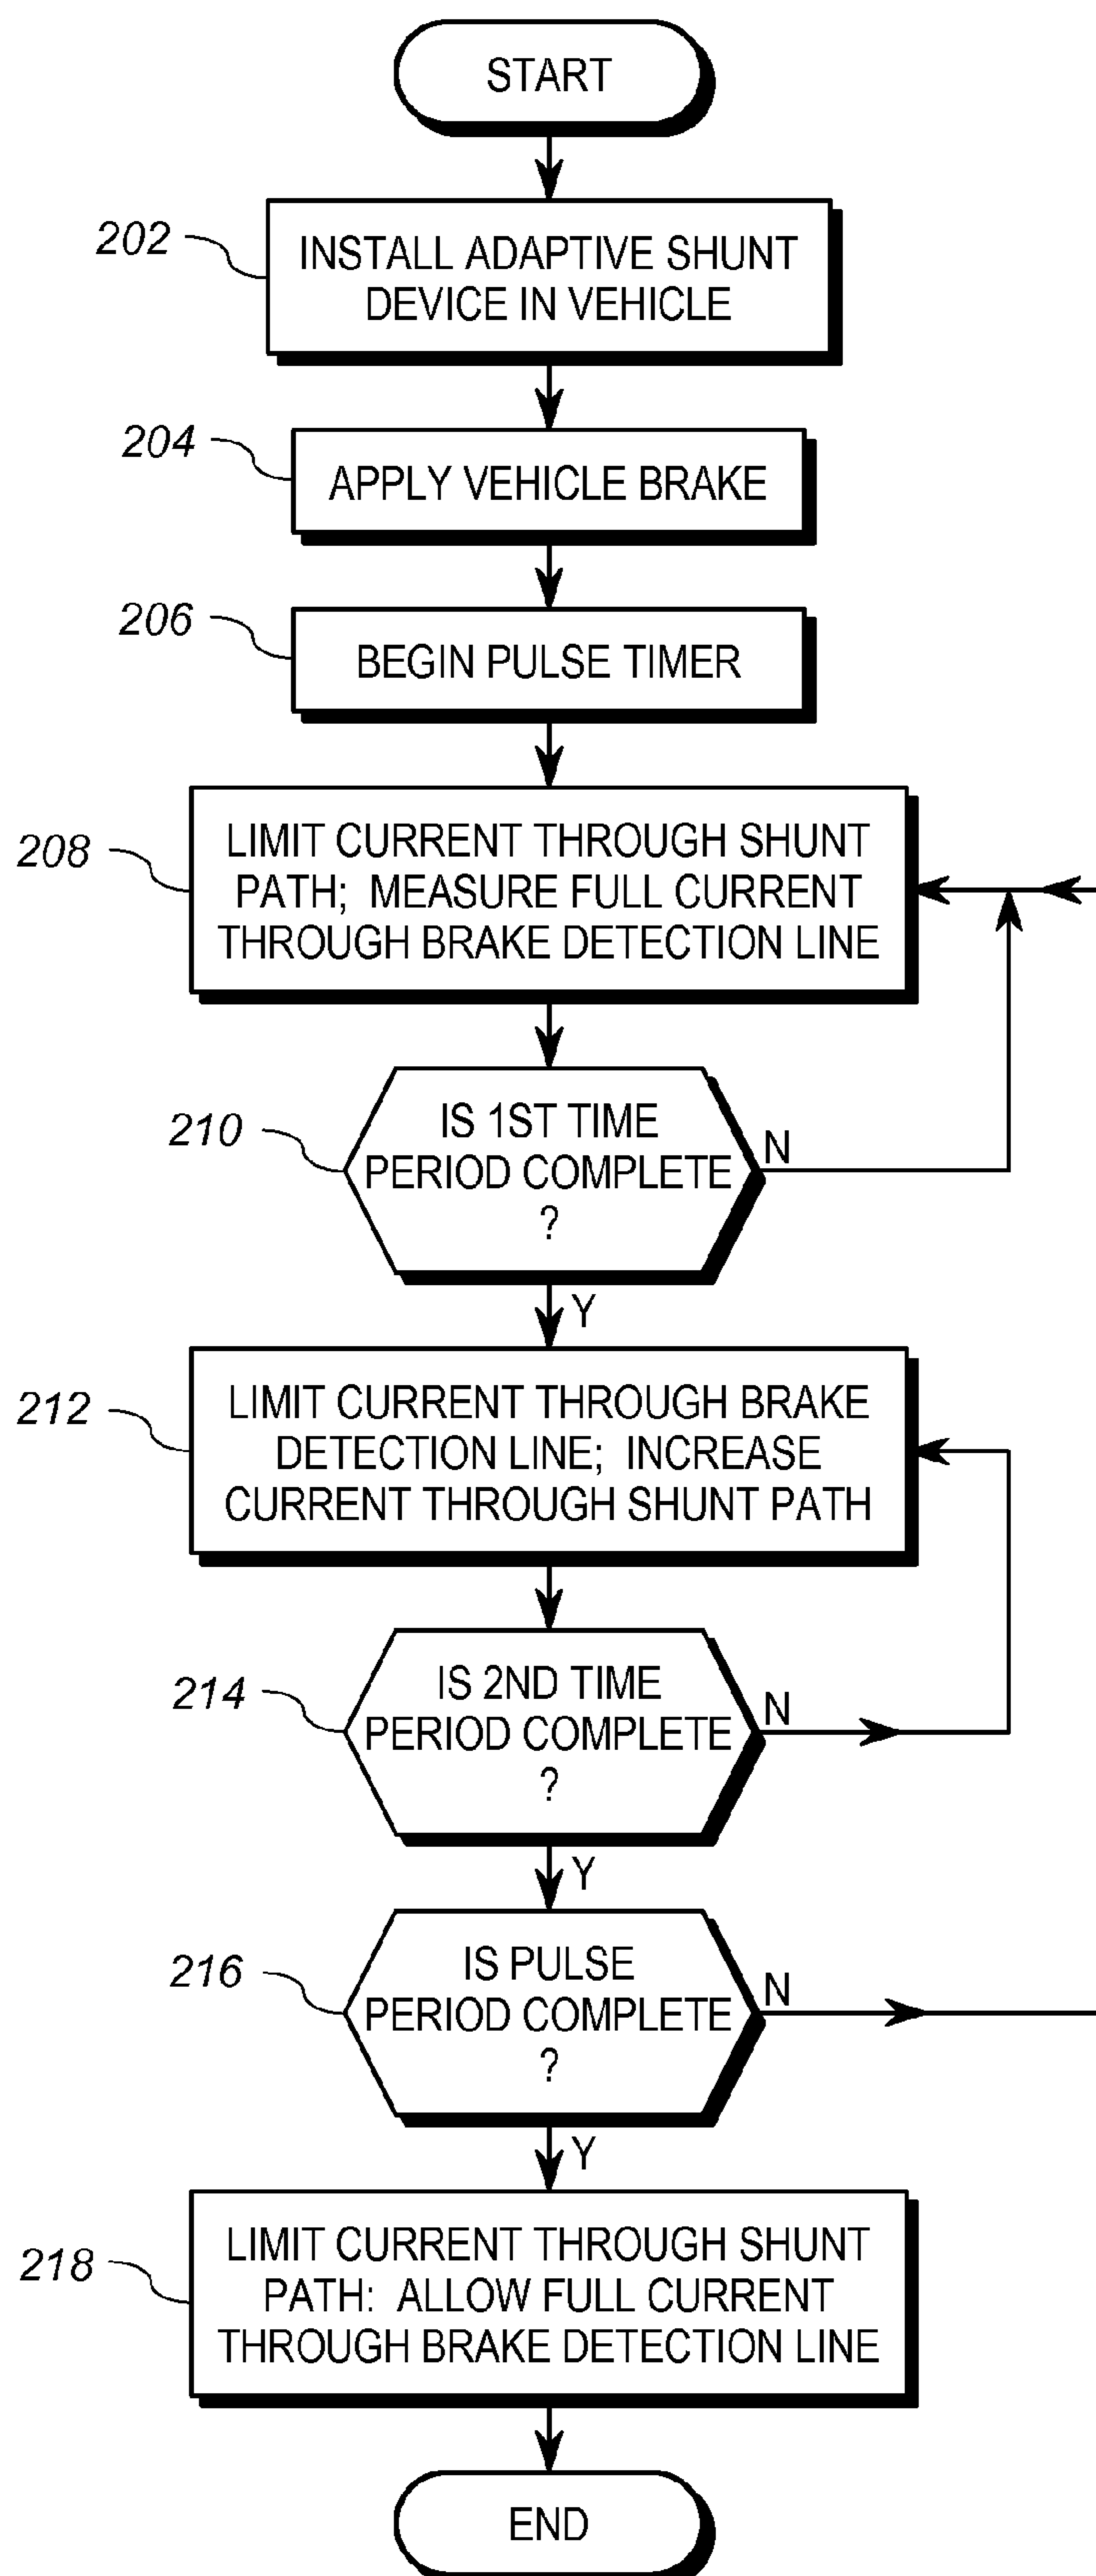 START
202
INSTALL ADAPTIVE SHUNT
DEVICE IN VEHICLE
204
APPLY VEHICLE BRAKE
206
BEGIN PULSE TIMER
208
LIMIT CURRENT THROUGH SHUNT
PATH; MEASURE FULL CURRENT
THROUGH BRAKE DETECTION LINE
210
IS 1ST TIME
PERIOD COMPLETE
?
N
Y
212
LIMIT CURRENT THROUGH BRAKE
DETECTION LINE; INCREASE
CURRENT THROUGH SHUNT PATH
214
IS 2ND TIME
PERIOD COMPLETE
?
N
Y
216
IS PULSE
PERIOD COMPLETE
?
N
Y
218
LIMIT CURRENT THROUGH SHUNT
PATH: ALLOW FULL CURRENT
THROUGH BRAKE DETECTION LINE
END